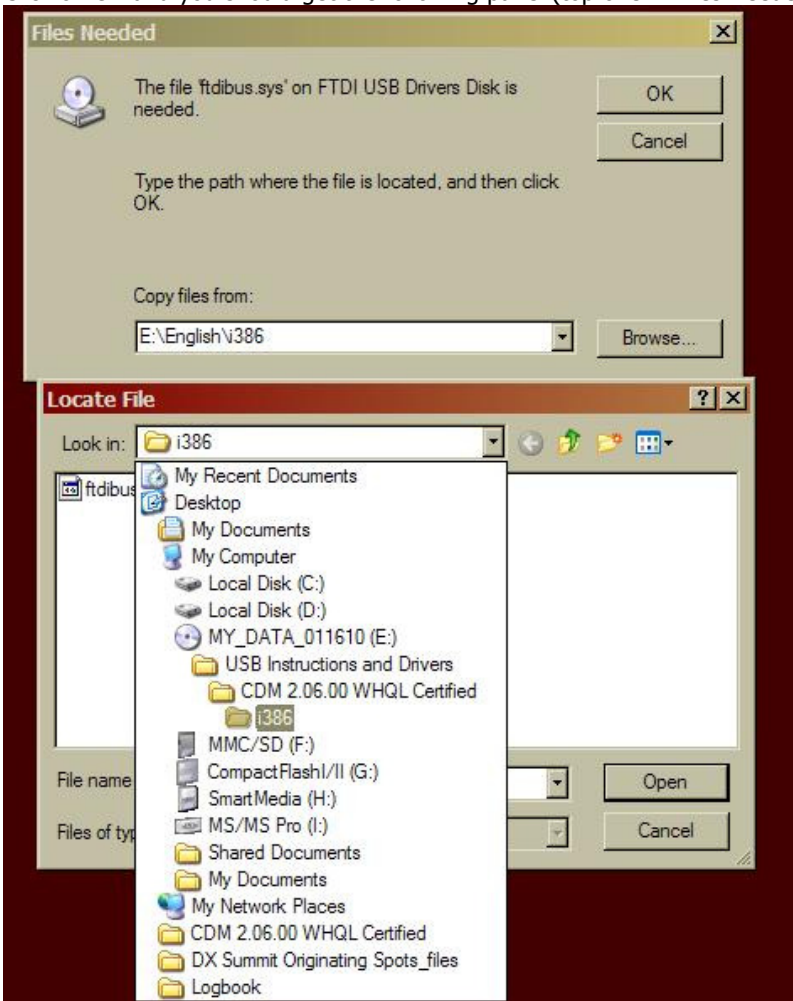 Files Needed
The file 'ftdibus.sys' on FTDI USB Drivers Disk is
needed.
OK
Cancel
Type the path where the file is located, and then click
OK.
Copy files from:
E:\English\i386
Browse...
Locate File
Look in: i386
ftdibus
My Recent Documents
Desktop
My Documents
My Computer
Local Disk (C:)
Local Disk (D:)
MY_DATA_011610 (E:)
USB Instructions and Drivers
CDM 2.06.00 WHQL Certified
i386
MMC/SD (F:)
CompactFlashI/II (G:)
SmartMedia (H:)
MS/MS Pro (I:)
Shared Documents
My Documents
My Network Places
CDM 2.06.00 WHQL Certified
DX Summit Originating Spots_files
Logbook
File name
Open
Files of typ
Cancel